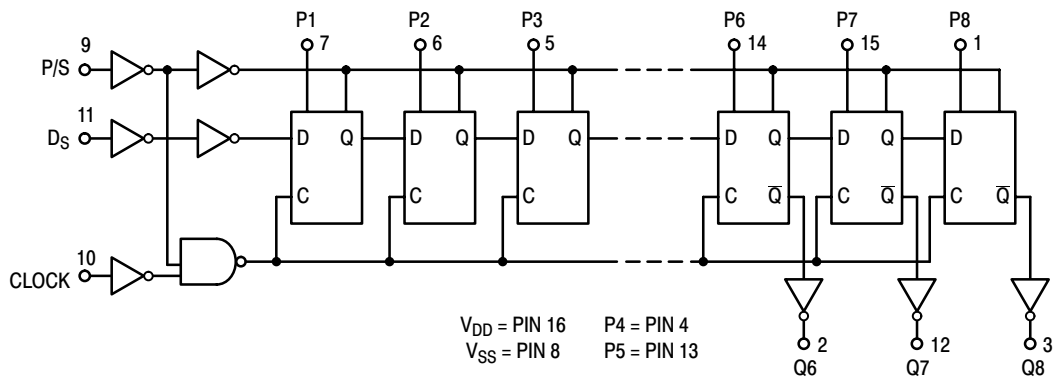 P1 P2 P3 P6 P7 P8
9 7 6 5 14 15 1
P/S
11
DS D Q D Q D Q D Q D Q D
C C C C Q̅ C Q̅ C Q̅
10
CLOCK
VDD = PIN 16 P4 = PIN 4
VSS = PIN 8 P5 = PIN 13
2 12 3
Q6 Q7 Q8